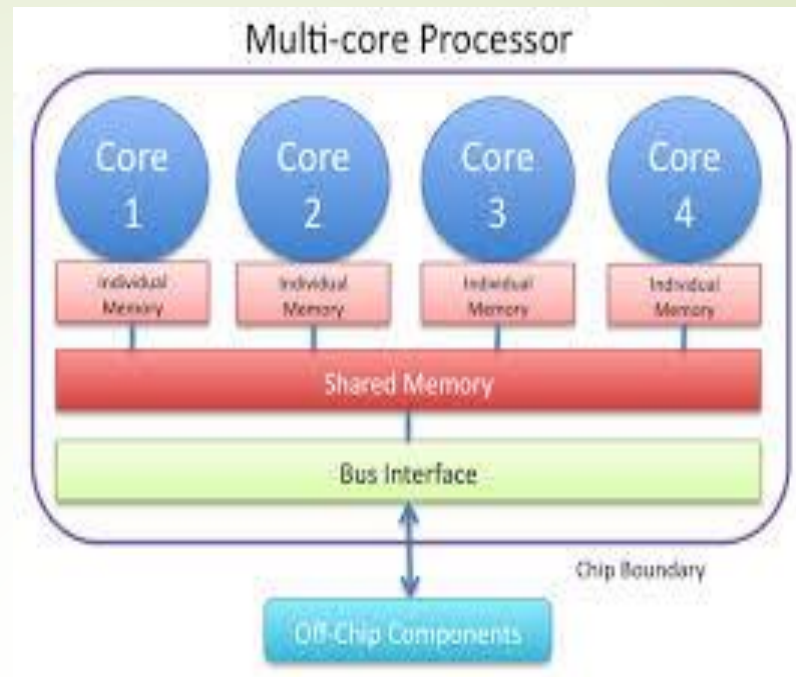 Multi-core Processor
Core
1
Core
2
Core
3
Core
4
Individual
Memory
Individual
Memory
Individual
Memory
Individual
Memory
Shared Memory
Bus Interface
Chip Boundary
Off-Chip Components